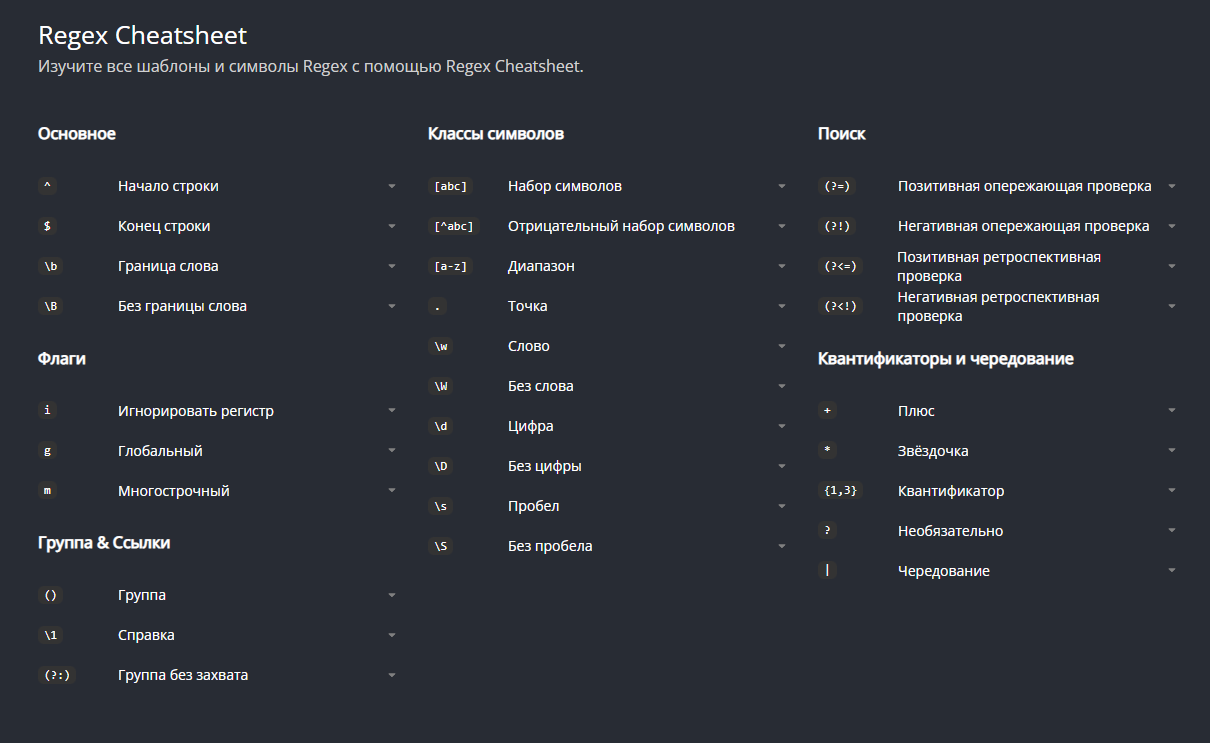 Regex Cheatsheet
Изучите все шаблоны и символы Regex с помощью Regex Cheatsheet.
Основное
^ Начало строки
$ Конец строки
\b Граница слова
\B Без границы слова
Флаги
i Игнорировать регистр
g Глобальный
m Многострочный
Группа & Ссылки
() Группа
\1 Справка
(?:) Группа без захвата
Классы символов
[abc] Набор символов
[^abc] Отрицательный набор символов
[a-z] Диапазон
. Точка
\w Слово
\W Без слова
\d Цифра
\D Без цифры
\s Пробел
\S Без пробела
Поиск
(?=) Позитивная опережающая проверка
(?!) Негативная опережающая проверка
(?<=) Позитивная ретроспективная
проверка
(?<!) Негативная ретроспективная
проверка
Квантификаторы и чередование
+ Плюс
* Звёздочка
{1,3} Квантификатор
? Необязательно
| Чередование